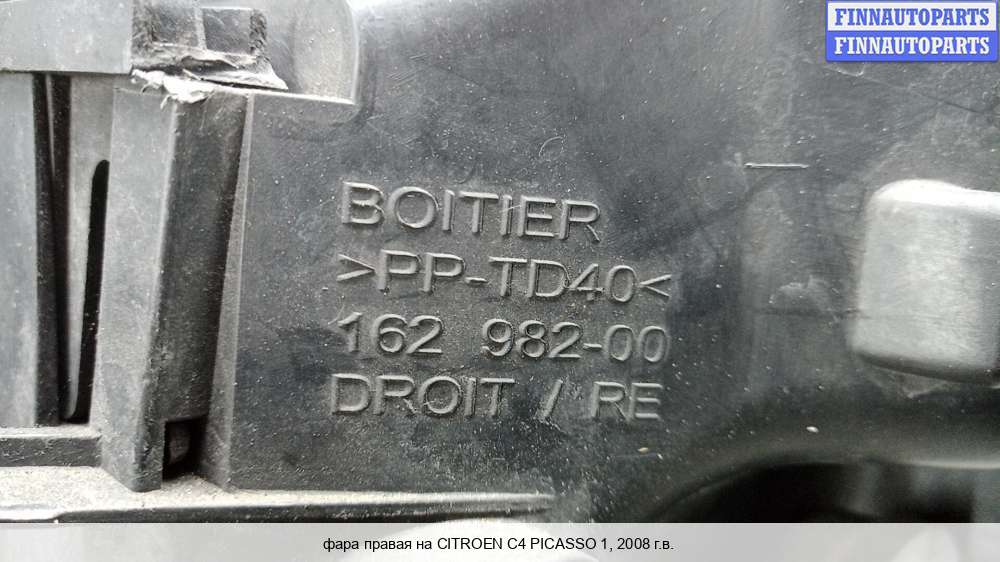 FINNAUTOPARTS
FINNAUTOPARTS
BOITIER
>PP-TD40<
162 982-00
DROIT / RE
фара правая на CITROEN C4 PICASSO 1, 2008 г.в.